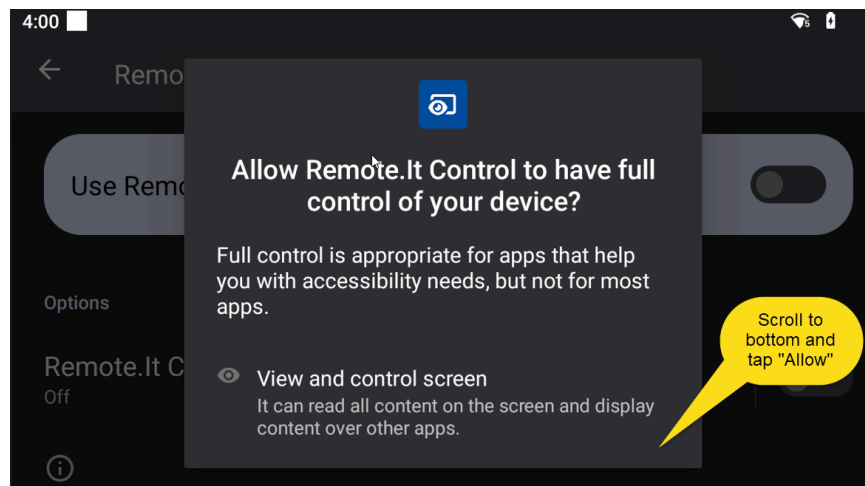 4:00
5
Remo
Allow Remote.It Control to have full
control of your device?
Use Remo
Full control is appropriate for apps that help
you with accessibility needs, but not for most
apps.
Options
Scroll to
bottom and
tap "Allow"
Remote.It C
Off
View and control screen
It can read all content on the screen and display
content over other apps.